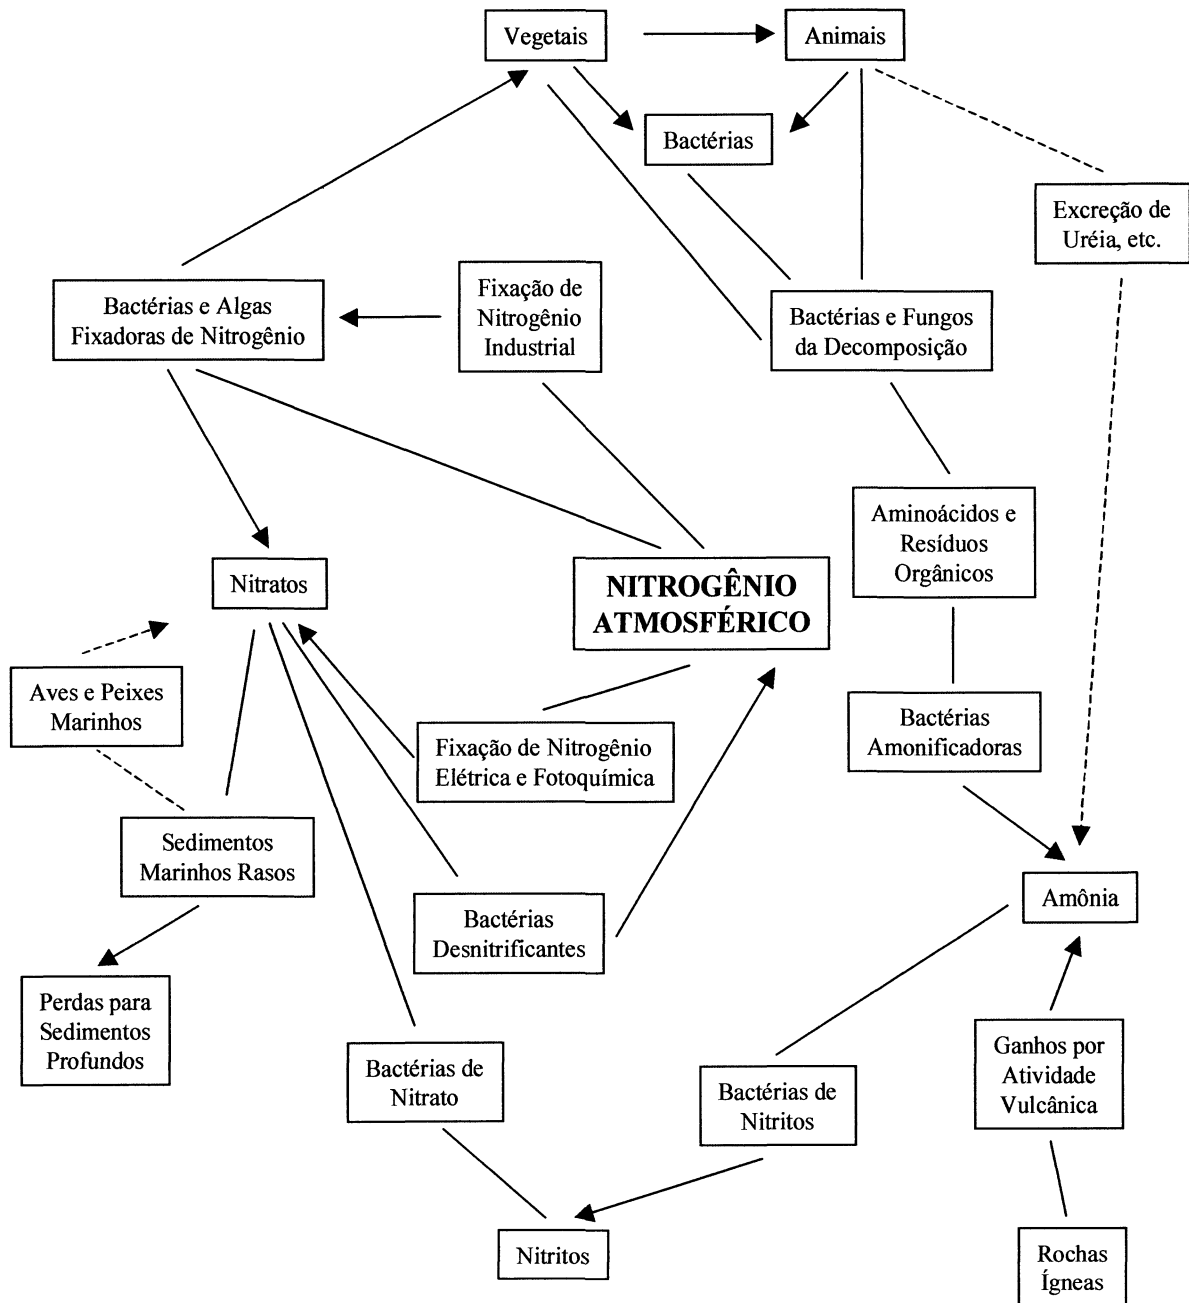 Vegetais
Animais
Bactérias
Excreção de
Uréia, etc.
Bactérias e Algas
Fixadoras de Nitrogênio
Fixação de
Nitrogênio
Industrial
Bactérias e Fungos
da Decomposição
Aminoácidos e
Resíduos
Orgânicos
Nitratos
NITROGÊNIO
ATMOSFÉRICO
Aves e Peixes
Marinhos
Fixação de Nitrogênio
Elétrica e Fotoquímica
Bactérias
Amonificadoras
Sedimentos
Marinhos Rasos
Bactérias
Desnitrificantes
Amônia
Perdas para
Sedimentos
Profundos
Bactérias de
Nitrato
Bactérias de
Nitritos
Ganhos por
Atividade
Vulcânica
Nitritos
Rochas
Ígneas